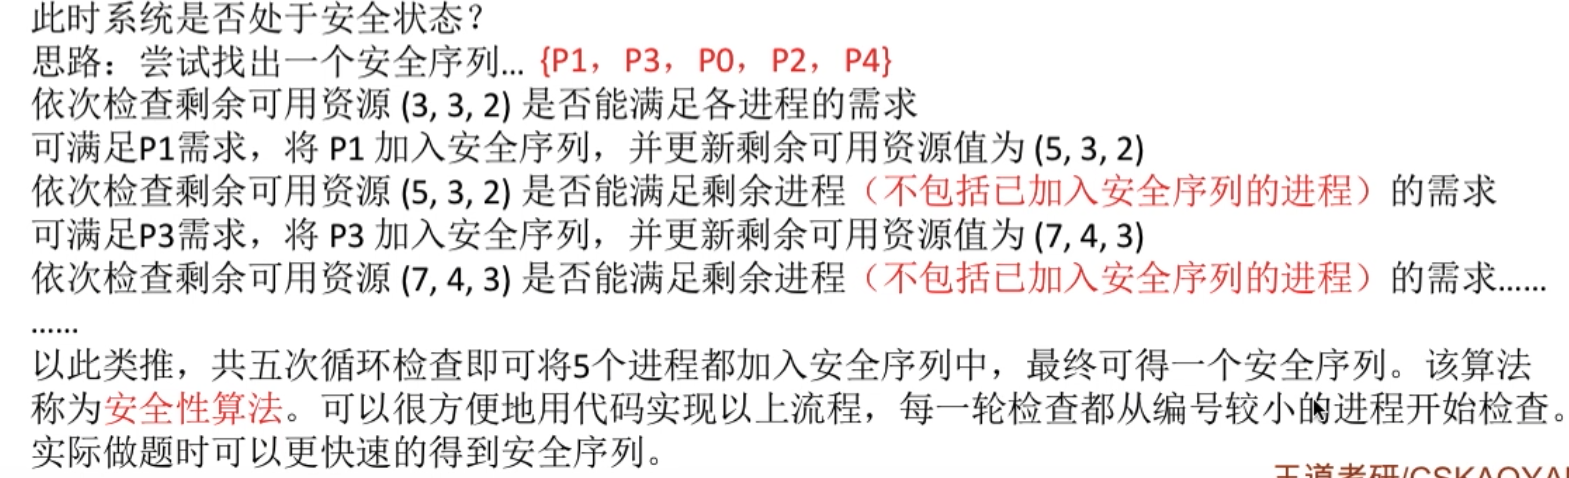 此时系统是否处于安全状态？
思路：尝试找出一个安全序列… {P1，P3，P0，P2，P4}
依次检查剩余可用资源 (3, 3, 2) 是否能满足各进程的需求
可满足P1需求，将 P1 加入安全序列，并更新剩余可用资源值为 (5, 3, 2)
依次检查剩余可用资源 (5, 3, 2) 是否能满足剩余进程（不包括已加入安全序列的进程）的需求
可满足P3需求，将 P3 加入安全序列，并更新剩余可用资源值为 (7, 4, 3)
依次检查剩余可用资源 (7, 4, 3) 是否能满足剩余进程（不包括已加入安全序列的进程）的需求……
……
以此类推，共五次循环检查即可将5个进程都加入安全序列中，最终可得一个安全序列。该算法
称为安全性算法。可以很方便地用代码实现以上流程，每一轮检查都从编号较小的进程开始检查。
实际做题时可以更快速的得到安全序列。
王道考研/CSKAOYA